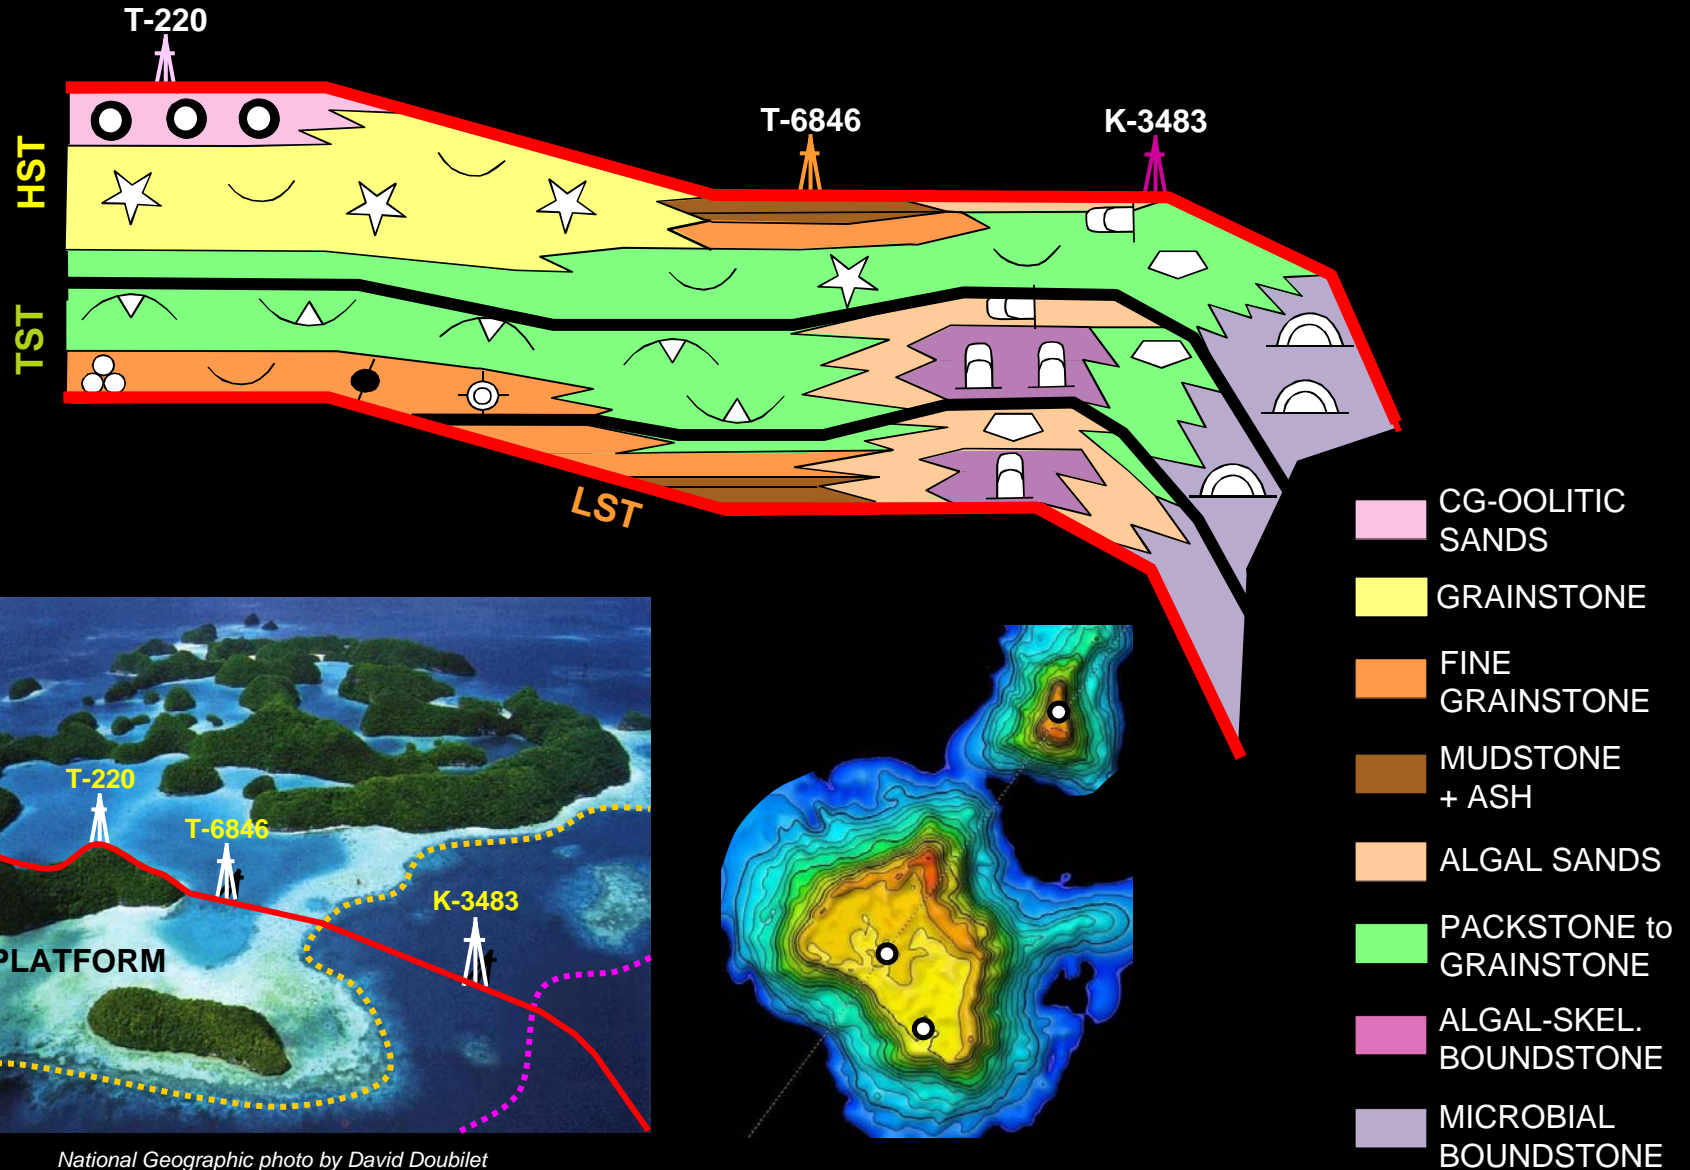 T-220
T-6846
K-3483
HST
TST
LST
CG-OOLITIC
SANDS
GRAINSTONE
FINE
GRAINSTONE
MUDSTONE
+ ASH
ALGAL SANDS
PACKSTONE to
GRAINSTONE
ALGAL-SKEL.
BOUNDSTONE
MICROBIAL
BOUNDSTONE
T-220
T-6846
K-3483
PLATFORM
National Geographic photo by David Doubilet